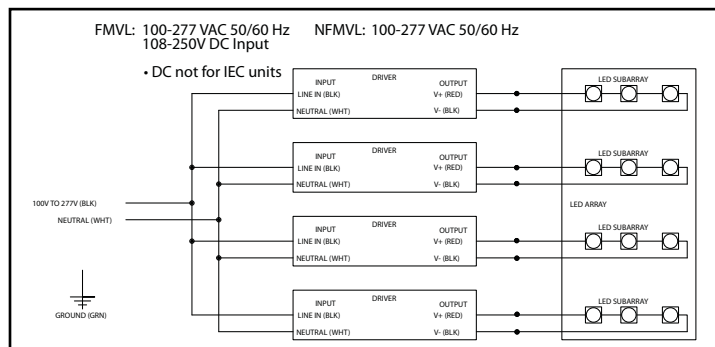 FMVL: 100-277 VAC 50/60 Hz NFMVL: 100-277 VAC 50/60 Hz
108-250V DC Input
• DC not for IEC units
DRIVER
INPUT OUTPUT
LINE IN (BLK) V+ (RED)
NEUTRAL (WHT) V- (BLK)
LED SUBARRAY
DRIVER
INPUT OUTPUT
LINE IN (BLK) V+ (RED)
NEUTRAL (WHT) V- (BLK)
LED SUBARRAY
100V TO 277V (BLK)
NEUTRAL (WHT)
LED ARRAY
DRIVER
INPUT OUTPUT
LINE IN (BLK) V+ (RED)
NEUTRAL (WHT) V- (BLK)
LED SUBARRAY
DRIVER
INPUT OUTPUT
LINE IN (BLK) V+ (RED)
NEUTRAL (WHT) V- (BLK)
LED SUBARRAY
GROUND (GRN)